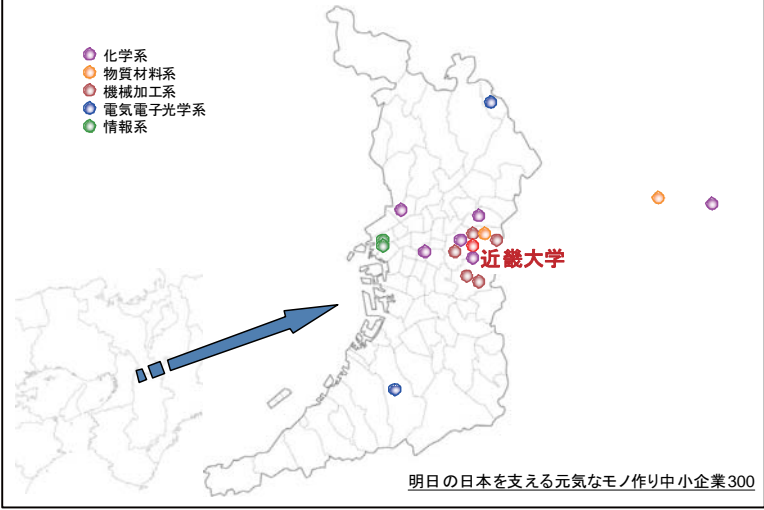 化学系
物質材料系
機械加工系
電気電子光学系
情報系
近畿大学
明日の日本を支える元気なモノ作り中小企業300